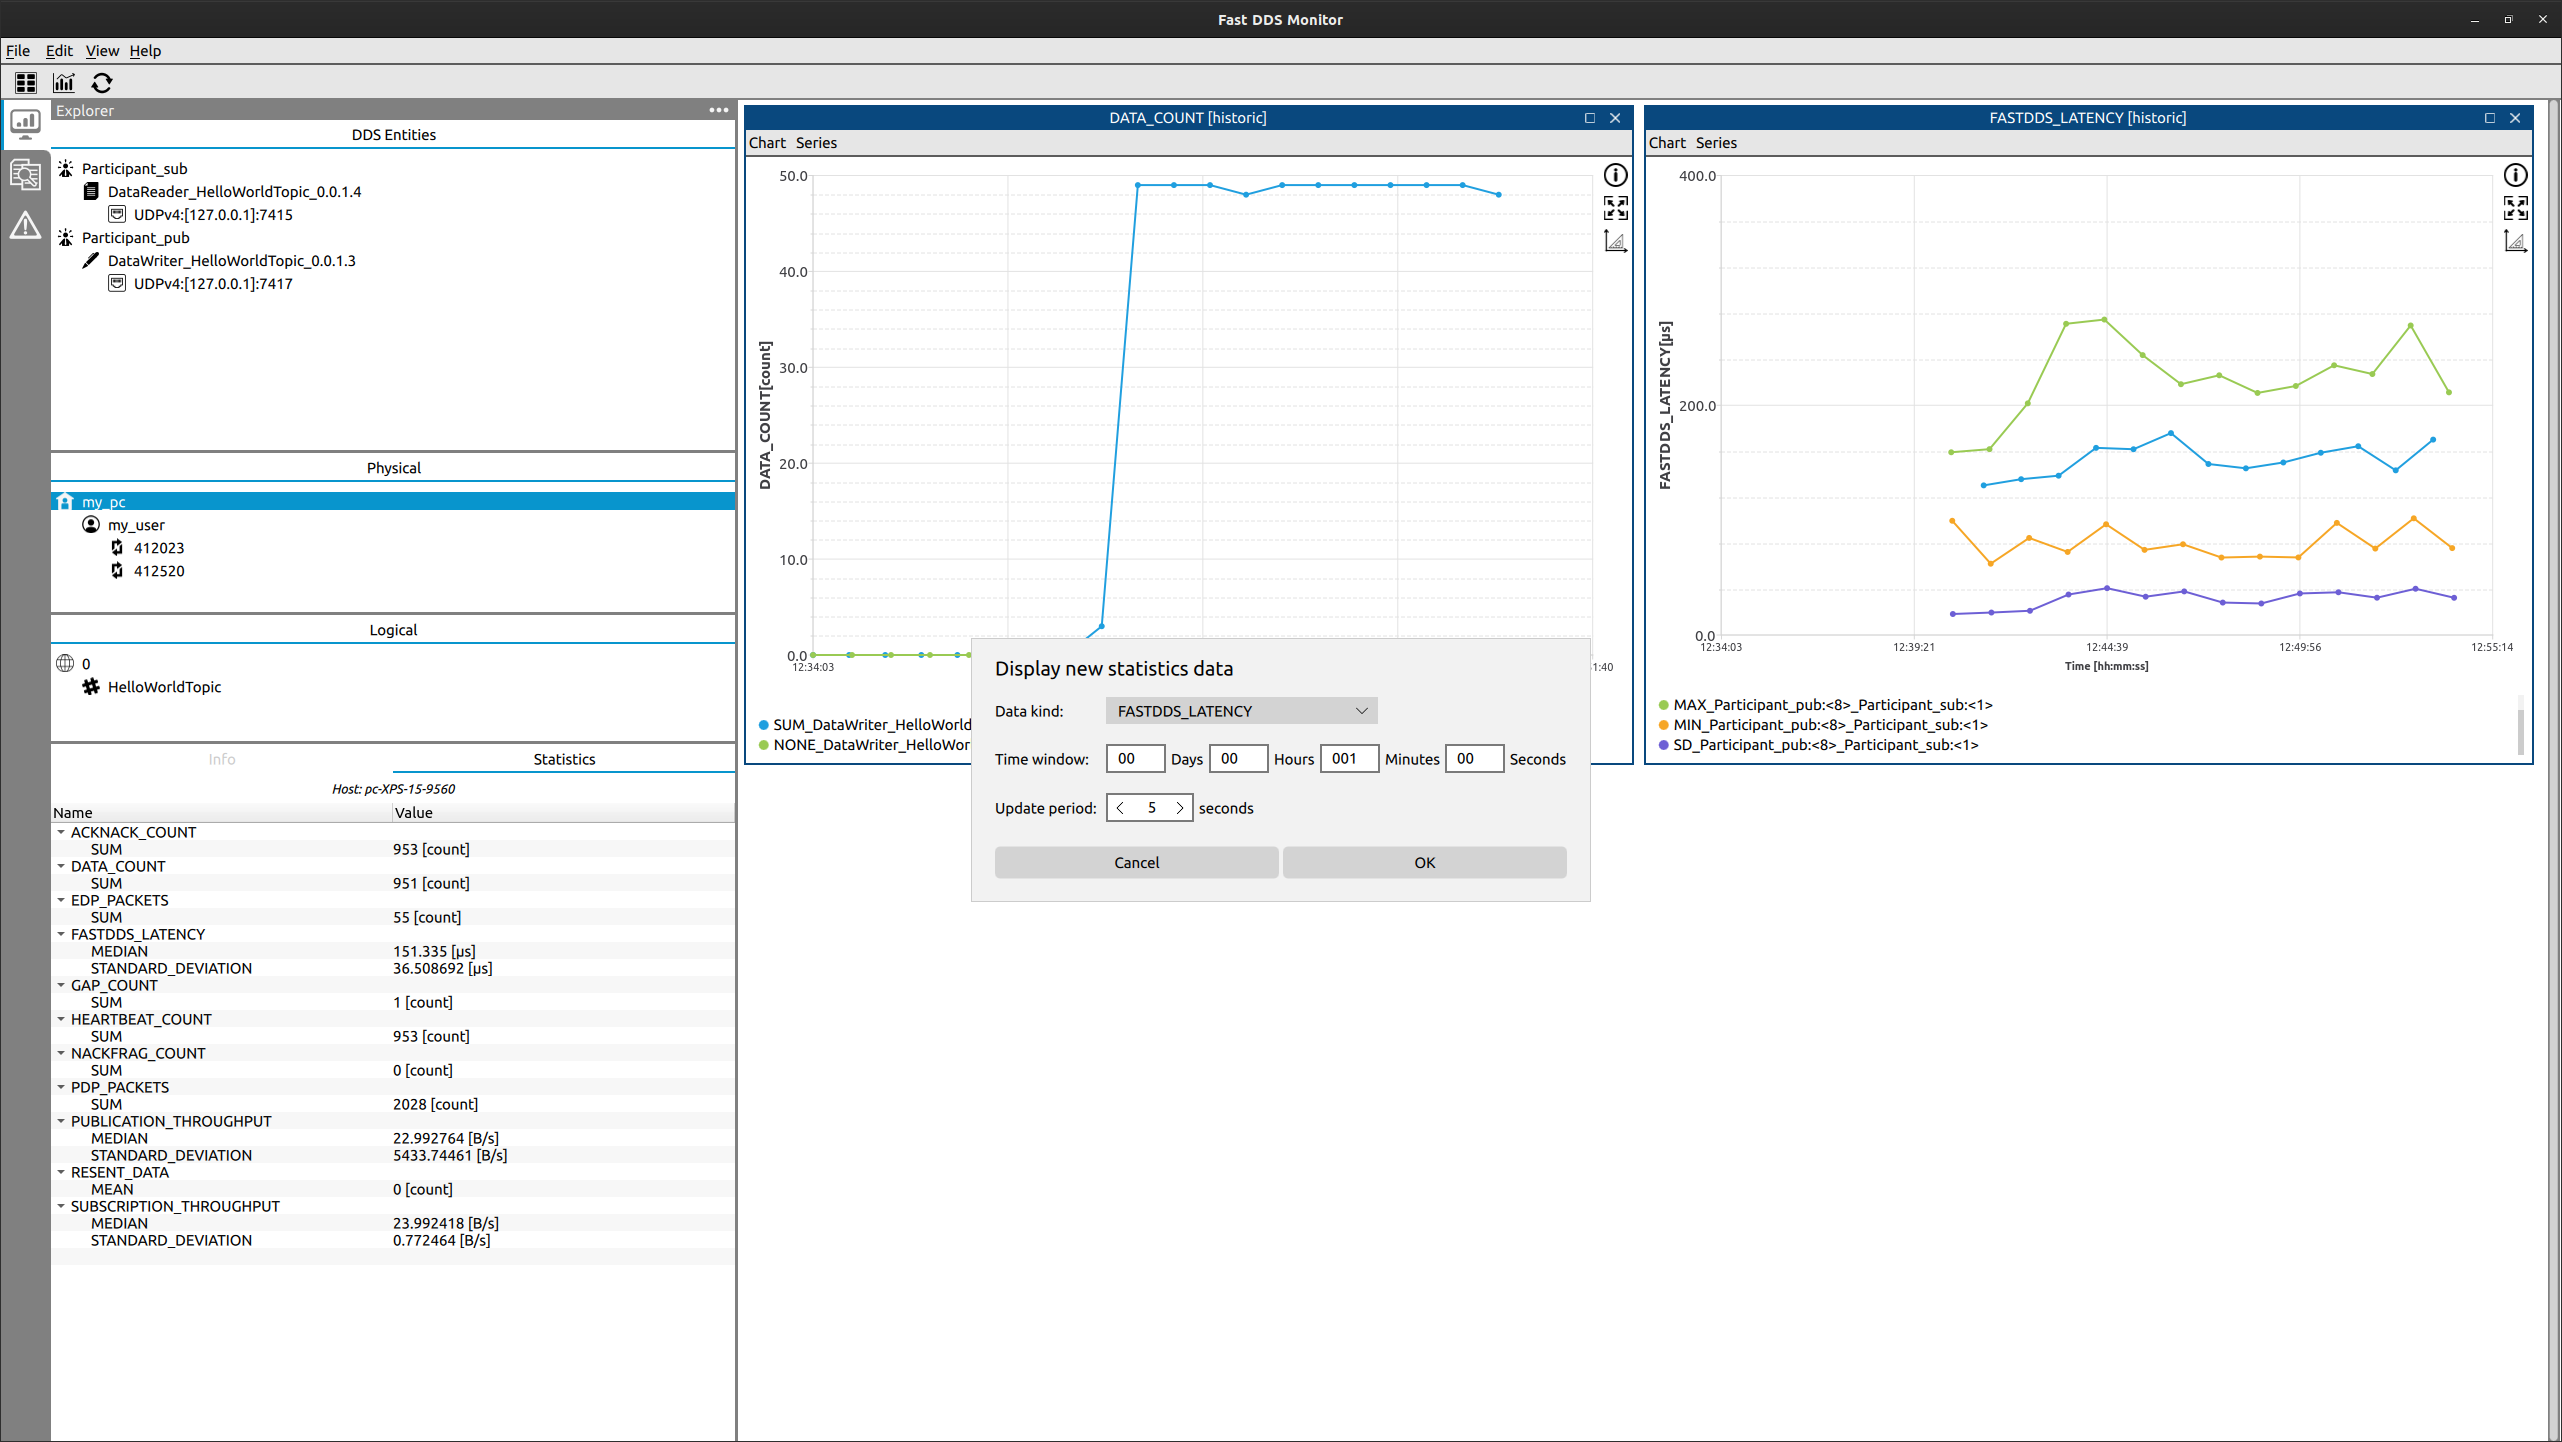 Fast DDS Monitor
File Edit View Help
Explorer
DDS Entities
Participant_sub
DataReader_HelloWorldTopic_0.0.1.4
UDPv4:[127.0.0.1]:7415
Participant_pub
DataWriter_HelloWorldTopic_0.0.1.3
UDPv4:[127.0.0.1]:7417
Physical
my_pc
my_user
412023
412520
Logical
0
HelloWorldTopic
Info Statistics
Host: pc-XPS-15-9560
Name Value
ACKNACK_COUNT
SUM 953 [count]
DATA_COUNT
SUM 951 [count]
EDP_PACKETS
SUM 55 [count]
FASTDDS_LATENCY
MEDIAN 151.335 [µs]
STANDARD_DEVIATION 36.508692 [µs]
GAP_COUNT
SUM 1 [count]
HEARTBEAT_COUNT
SUM 953 [count]
NACKFRAG_COUNT
SUM 0 [count]
PDP_PACKETS
SUM 2028 [count]
PUBLICATION_THROUGHPUT
MEDIAN 22.992764 [B/s]
STANDARD_DEVIATION 5433.74461 [B/s]
RESENT_DATA
MEAN 0 [count]
SUBSCRIPTION_THROUGHPUT
MEDIAN 23.992418 [B/s]
STANDARD_DEVIATION 0.772464 [B/s]
DATA_COUNT [historic]
Chart Series
50.0
40.0
30.0
20.0
10.0
0.0
DATA_COUNT[count]
12:34:03
1:40
SUM_DataWriter_HelloWorld
NONE_DataWriter_HelloWor
FASTDDS_LATENCY [historic]
Chart Series
400.0
200.0
0.0
FASTDDS_LATENCY[µs]
12:34:03 12:39:21 12:44:39 12:49:56 12:55:14
Time [hh:mm:ss]
MAX_Participant_pub:<8>_Participant_sub:<1>
MIN_Participant_pub:<8>_Participant_sub:<1>
SD_Participant_pub:<8>_Participant_sub:<1>
Display new statistics data
Data kind: FASTDDS_LATENCY
Time window: 00 Days 00 Hours 001 Minutes 00 Seconds
Update period: < 5 > seconds
Cancel OK